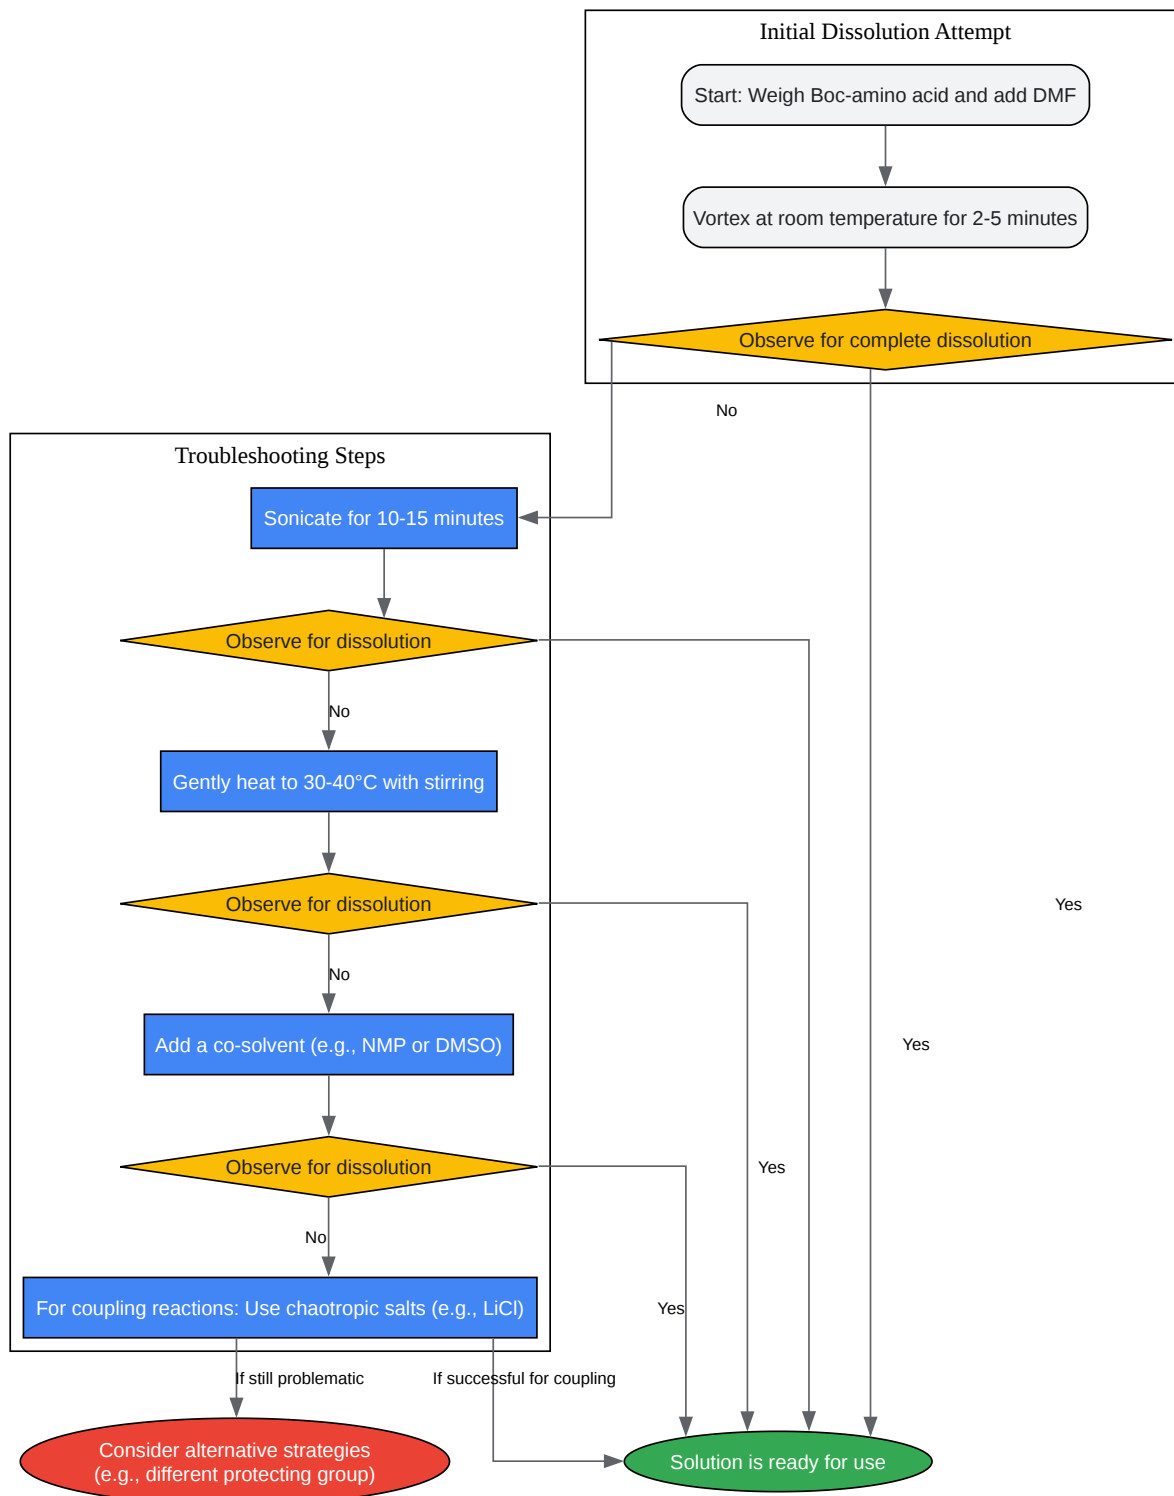 Initial Dissolution Attempt
Start: Weigh Boc-amino acid and add DMF
Vortex at room temperature for 2-5 minutes
Observe for complete dissolution
No
Troubleshooting Steps
Sonicate for 10-15 minutes
Observe for dissolution
No
Gently heat to 30-40°C with stirring
Observe for dissolution
Yes
No
Add a co-solvent (e.g., NMP or DMSO)
Yes
Observe for dissolution
Yes
No
For coupling reactions: Use chaotropic salts (e.g., LiCl)
Yes
If still problematic
If successful for coupling
Consider alternative strategies
(e.g., different protecting group)
Solution is ready for use